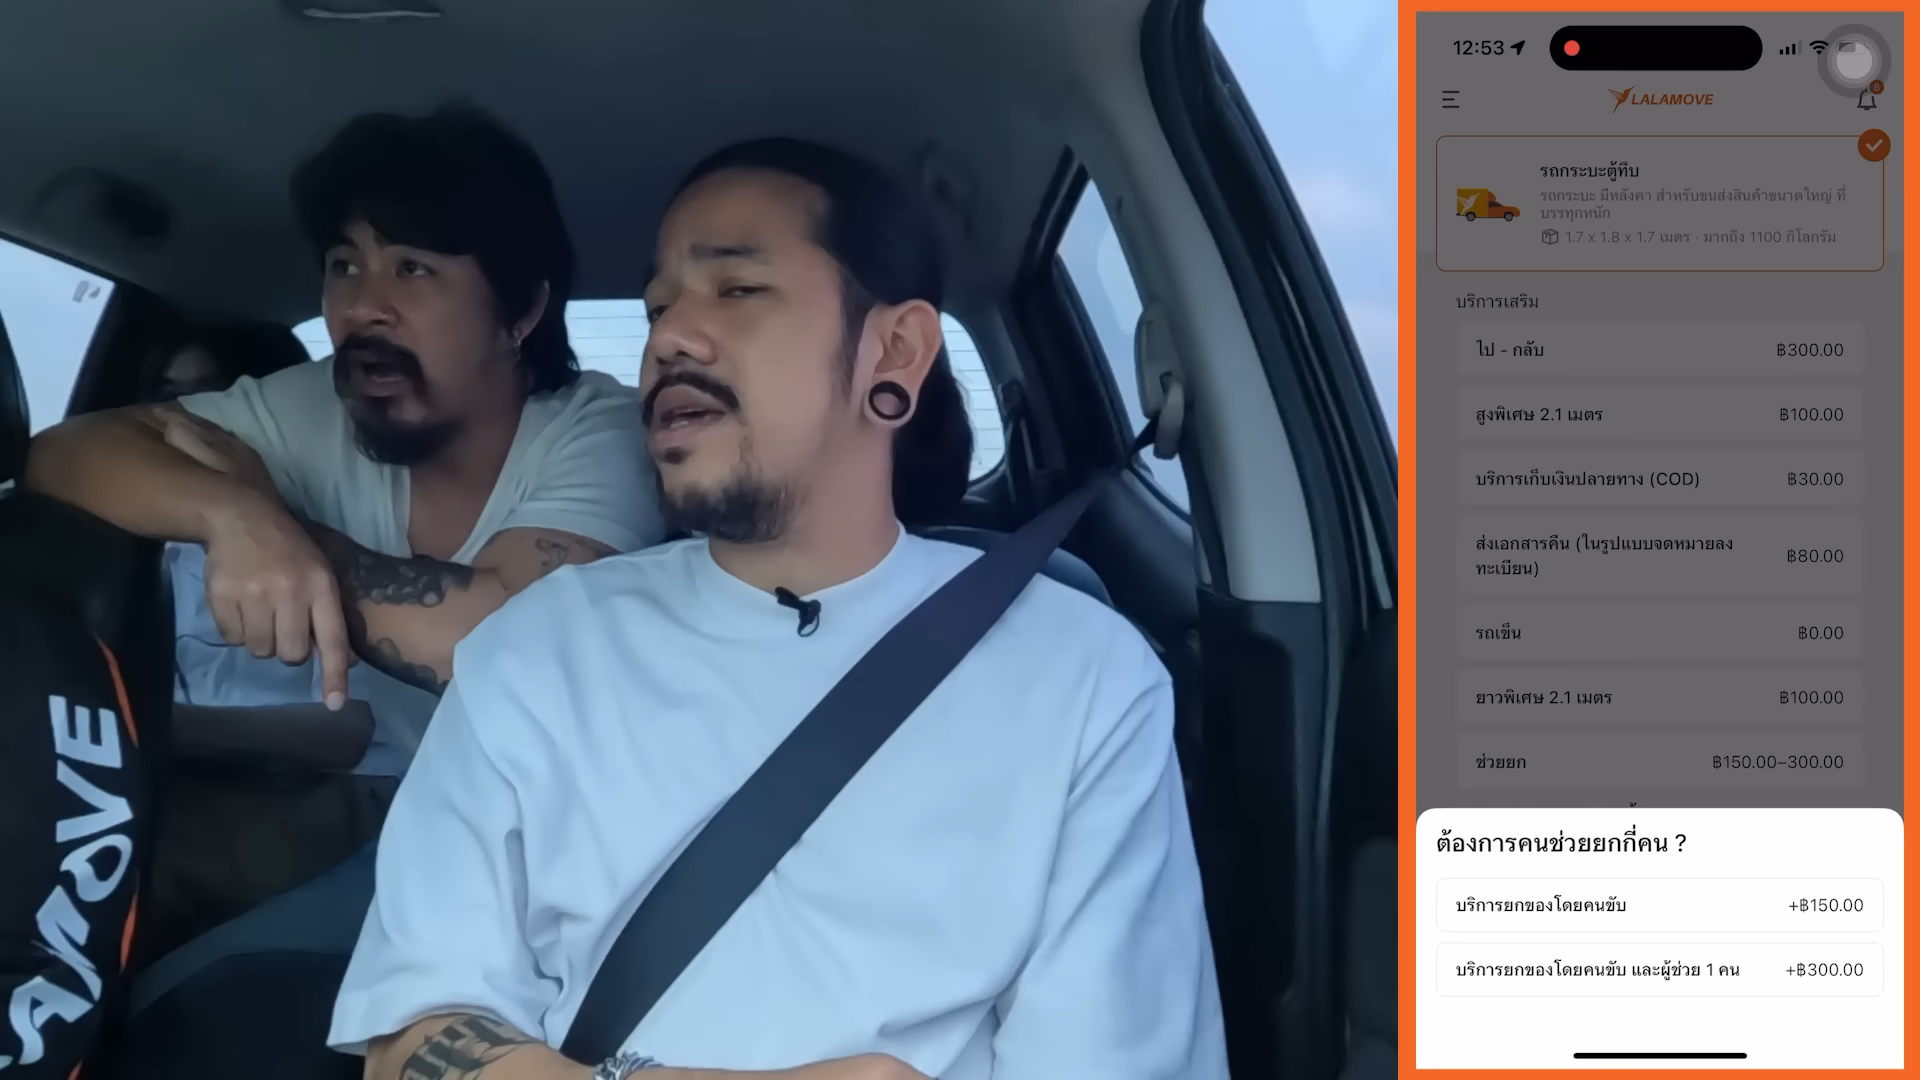 LALAMOVE
12:53
LALAMOVE
6
รถกระบะตู้ทึบ
รถกระบะ มีหลังคา สำหรับขนส่งสินค้าขนาดใหญ่ ที่
บรรทุกหนัก
1.7 x 1.8 x 1.7 เมตร · มากถึง 1100 กิโลกรัม
บริการเสริม
ไป - กลับ ฿300.00
สูงพิเศษ 2.1 เมตร ฿100.00
บริการเก็บเงินปลายทาง (COD) ฿30.00
ส่งเอกสารคืน (ในรูปแบบจดหมายลง
ทะเบียน) ฿80.00
รถเข็น ฿0.00
ยาวพิเศษ 2.1 เมตร ฿100.00
ช่วยยก ฿150.00–300.00
ต้องการคนช่วยยกกี่คน ?
บริการยกของโดยคนขับ +฿150.00
บริการยกของโดยคนขับ และผู้ช่วย 1 คน +฿300.00